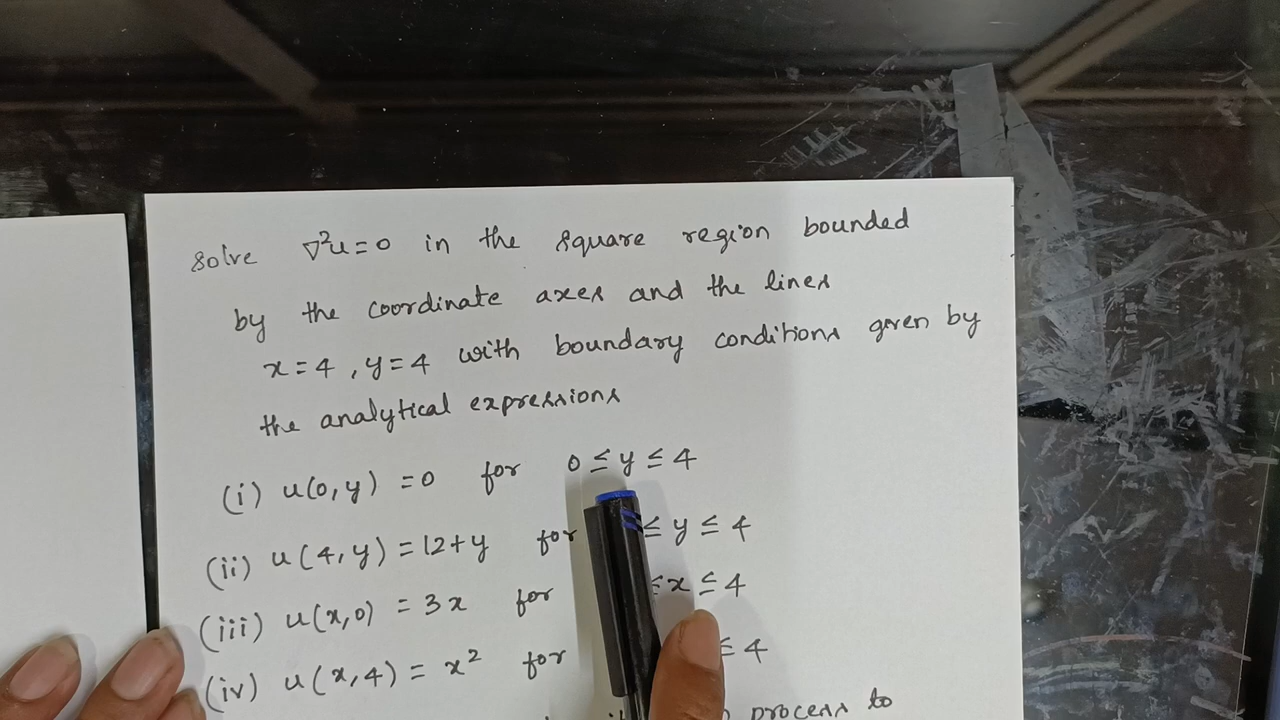 solve ∇²u=0 in the square region bounded
by the coordinate axes and the lines
x=4, y=4 with boundary conditions given by
the analytical expressions
(i) u(0,y) =0 for 0≤y≤4
(ii) u(4,y)=12+y for ≤y≤4
(iii) u(x,0) = 3x for ≤x≤4
(iv) u(x,4)= x² for ≤4
process to